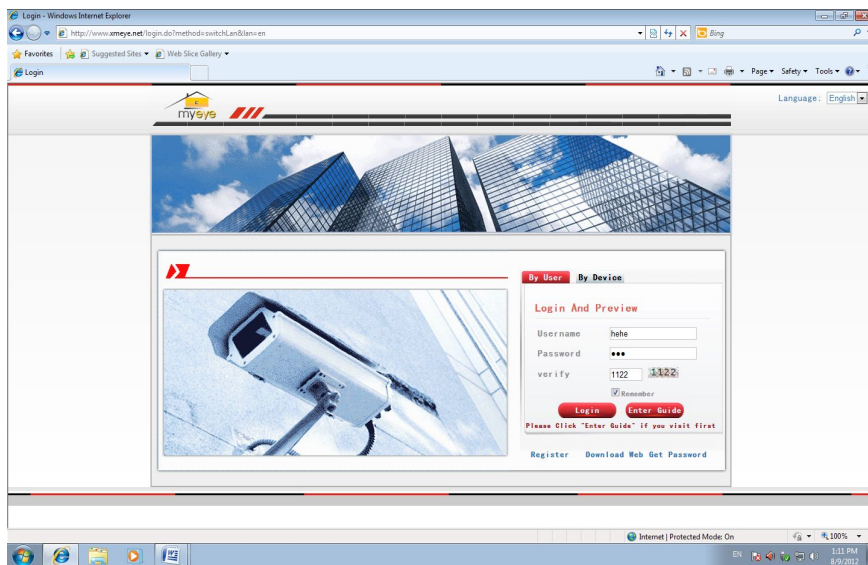 Login - Windows Internet Explorer
http://www.xmeye.net/login.do?method=switchLan&lan=en
Bing
Favorites Suggested Sites Web Slice Gallery
Login Page Safety Tools
Language: English
myeye
By User By Device
Login And Preview
Username hehe
Password •••
verify 1122 1122
Remember
Login Enter Guide
Please Click "Enter Guide" if you visit first
Register Download Web Get Password
Internet | Protected Mode: On 100%
EN 1:11 PM
8/9/2012